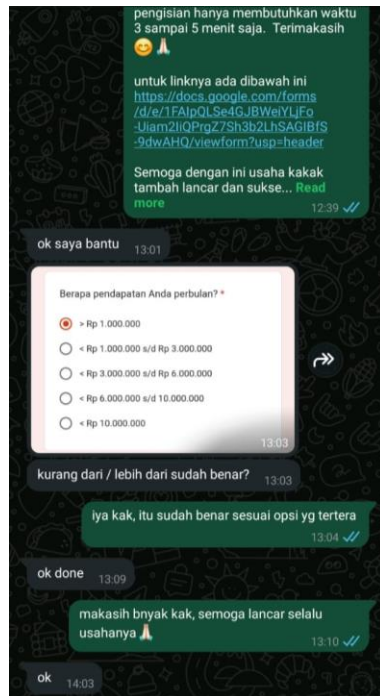 pengisian hanya membutuhkan waktu
3 sampai 5 menit saja. Terimakasih
😊🙏🏻
untuk linknya ada dibawah ini
https://docs.google.com/forms
/d/e/1FAIpQLSe4GJBWeiYLjFo
-Uiam2IiQPrgZ7Sh3b2LhSAGIBfS
-9dwAHQ/viewform?usp=header
Semoga dengan ini usaha kakak
tambah lancar dan sukse... Read
more
12:39
ok saya bantu
13:01
Berapa pendapatan Anda perbulan? *
> Rp 1.000.000
< Rp 1.000.000 s/d Rp 3.000.000
< Rp 3.000.000 s/d Rp 6.000.000
< Rp 6.000.000 s/d 10.000.000
< Rp 10.000.000
13:03
kurang dari / lebih dari sudah benar?
13:03
iya kak, itu sudah benar sesuai opsi yg tertera
13:04
ok done
13:09
makasih bnyak kak, semoga lancar selalu
usahanya 🙏🏻
13:10
ok
14:03